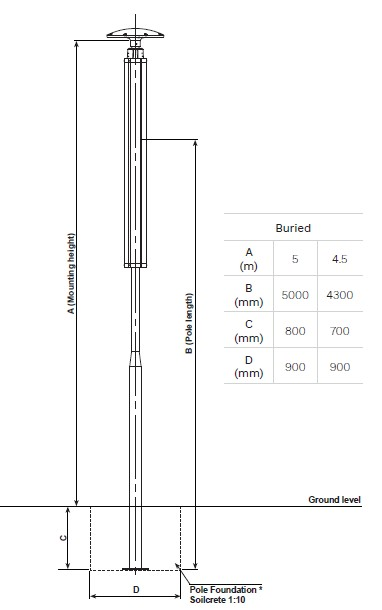 A (Mounting height)
B (Pole length)
Buried
A
(m)
5
4.5
B
(mm)
5000
4300
C
(mm)
800
700
D
(mm)
900
900
Ground level
C
D
Pole Foundation *
Soilcrete 1:10